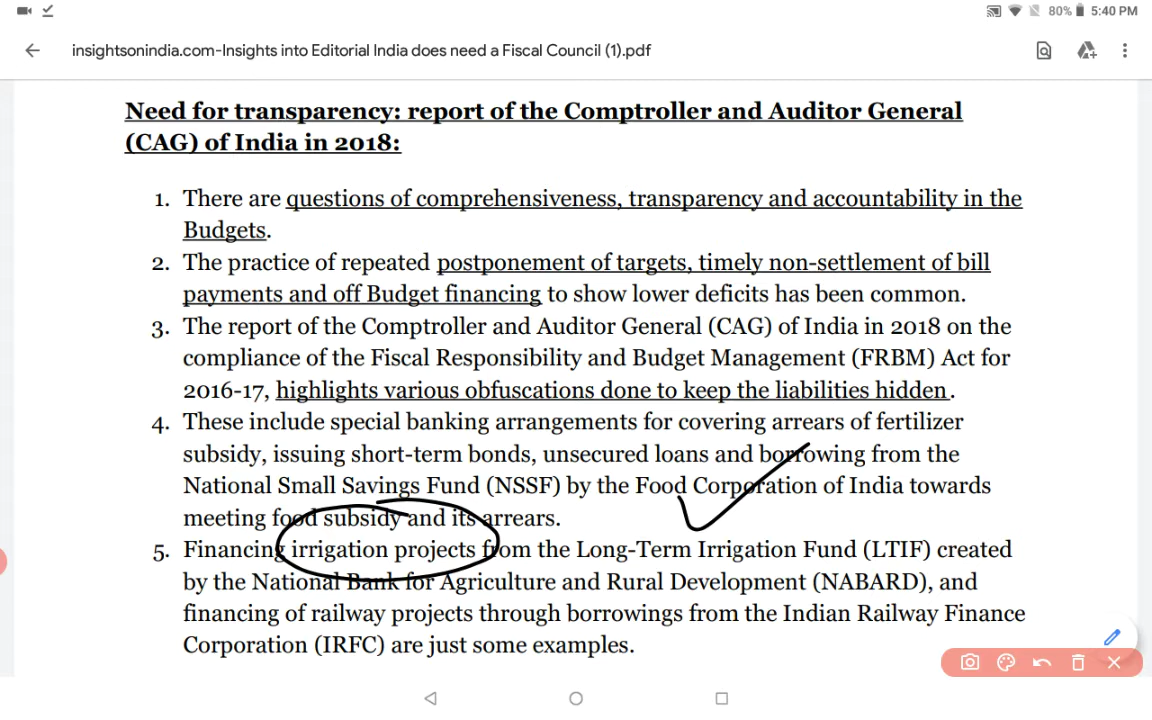 80% 5:40 PM
insightsonindia.com-Insights into Editorial India does need a Fiscal Council (1).pdf
Need for transparency: report of the Comptroller and Auditor General
(CAG) of India in 2018:
1. There are questions of comprehensiveness, transparency and accountability in the
Budgets.
2. The practice of repeated postponement of targets, timely non-settlement of bill
payments and off Budget financing to show lower deficits has been common.
3. The report of the Comptroller and Auditor General (CAG) of India in 2018 on the
compliance of the Fiscal Responsibility and Budget Management (FRBM) Act for
2016-17, highlights various obfuscations done to keep the liabilities hidden.
4. These include special banking arrangements for covering arrears of fertilizer
subsidy, issuing short-term bonds, unsecured loans and borrowing from the
National Small Savings Fund (NSSF) by the Food Corporation of India towards
meeting food subsidy and its arrears.
5. Financing irrigation projects from the Long-Term Irrigation Fund (LTIF) created
by the National Bank for Agriculture and Rural Development (NABARD), and
financing of railway projects through borrowings from the Indian Railway Finance
Corporation (IRFC) are just some examples.